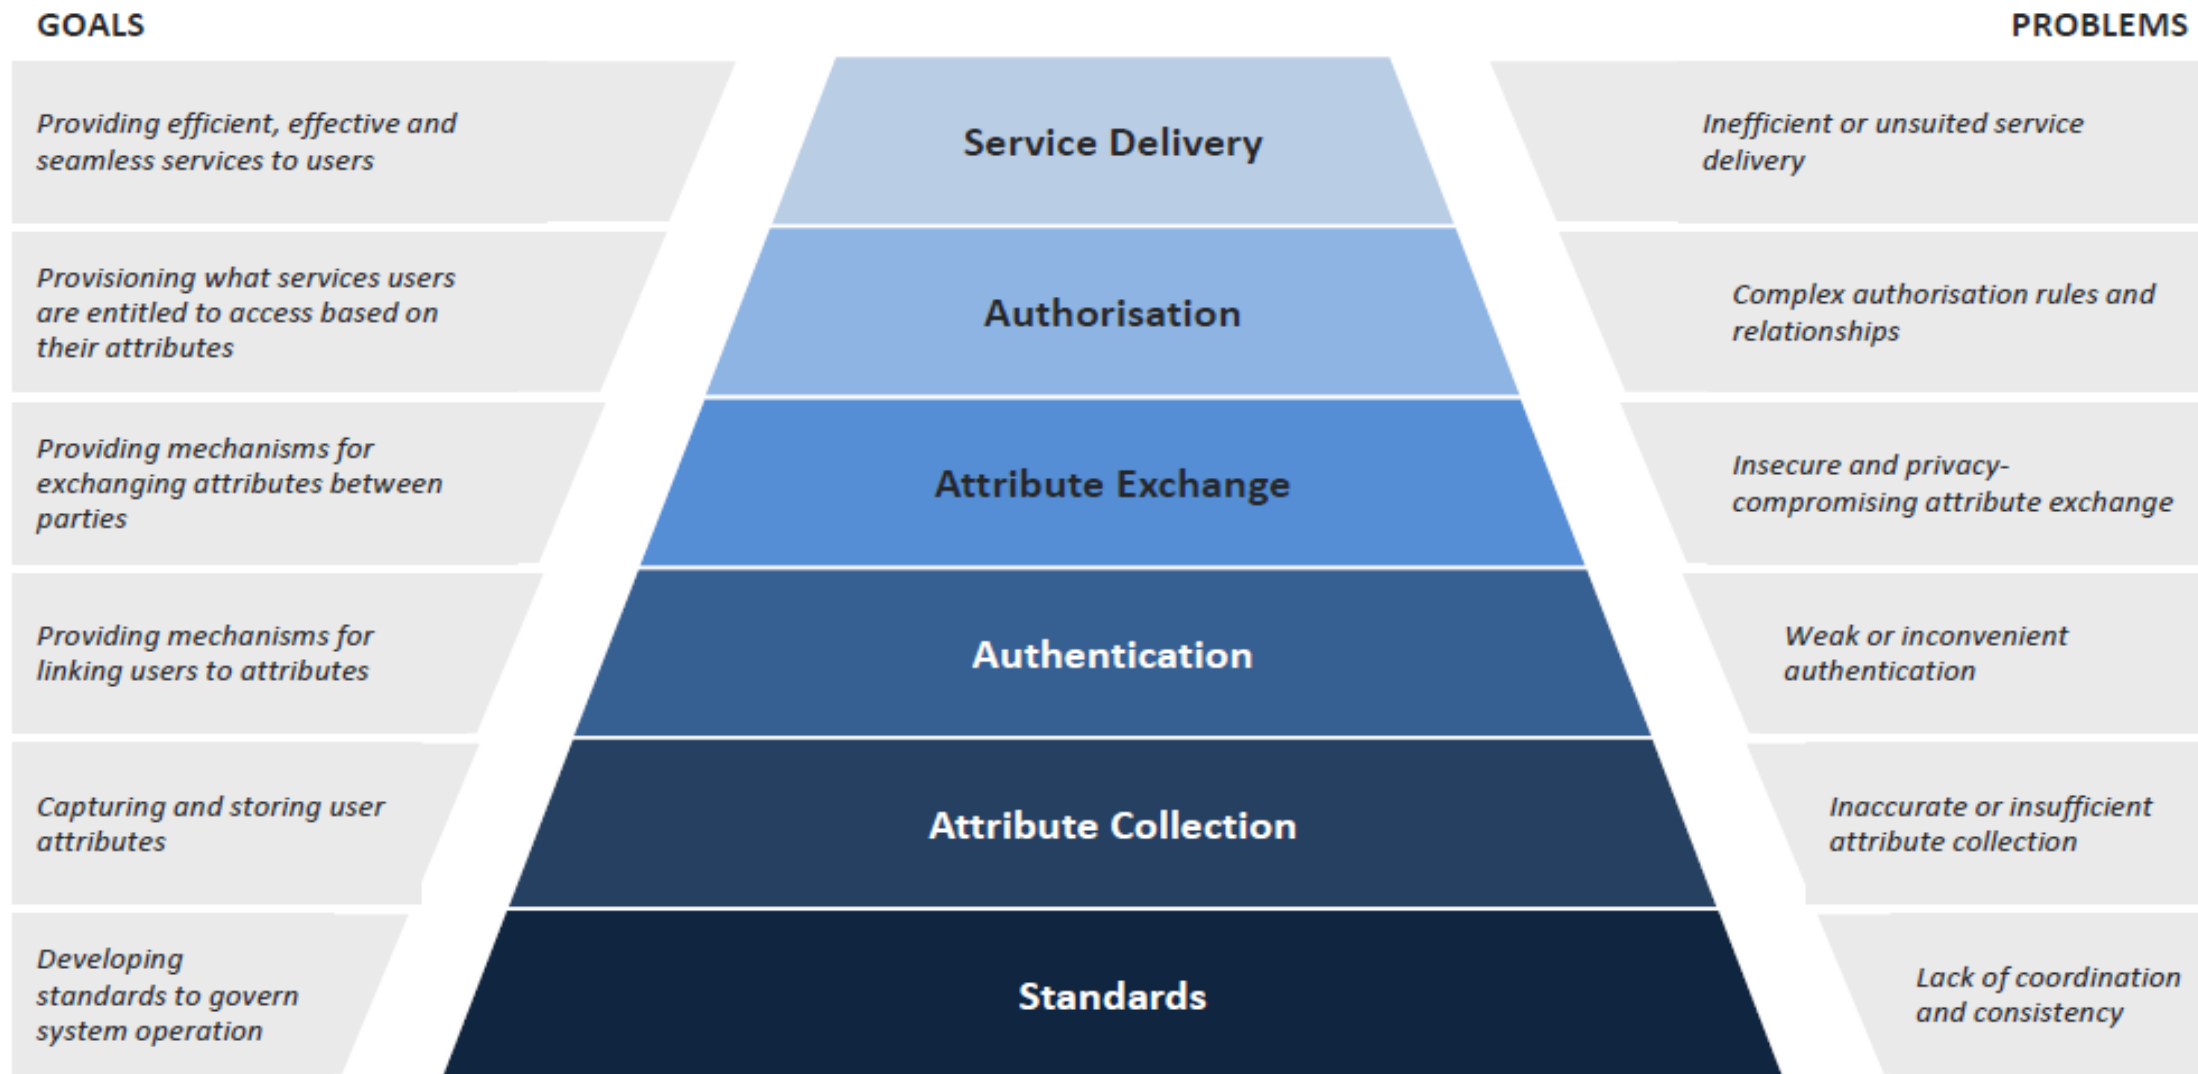 GOALS
PROBLEMS
Providing efficient, effective and
seamless services to users
Service Delivery
Inefficient or unsuited service
delivery
Provisioning what services users
are entitled to access based on
their attributes
Authorisation
Complex authorisation rules and
relationships
Providing mechanisms for
exchanging attributes between
parties
Attribute Exchange
Insecure and privacy-
compromising attribute exchange
Providing mechanisms for
linking users to attributes
Authentication
Weak or inconvenient
authentication
Capturing and storing user
attributes
Attribute Collection
Inaccurate or insufficient
attribute collection
Developing
standards to govern
system operation
Standards
Lack of coordination
and consistency